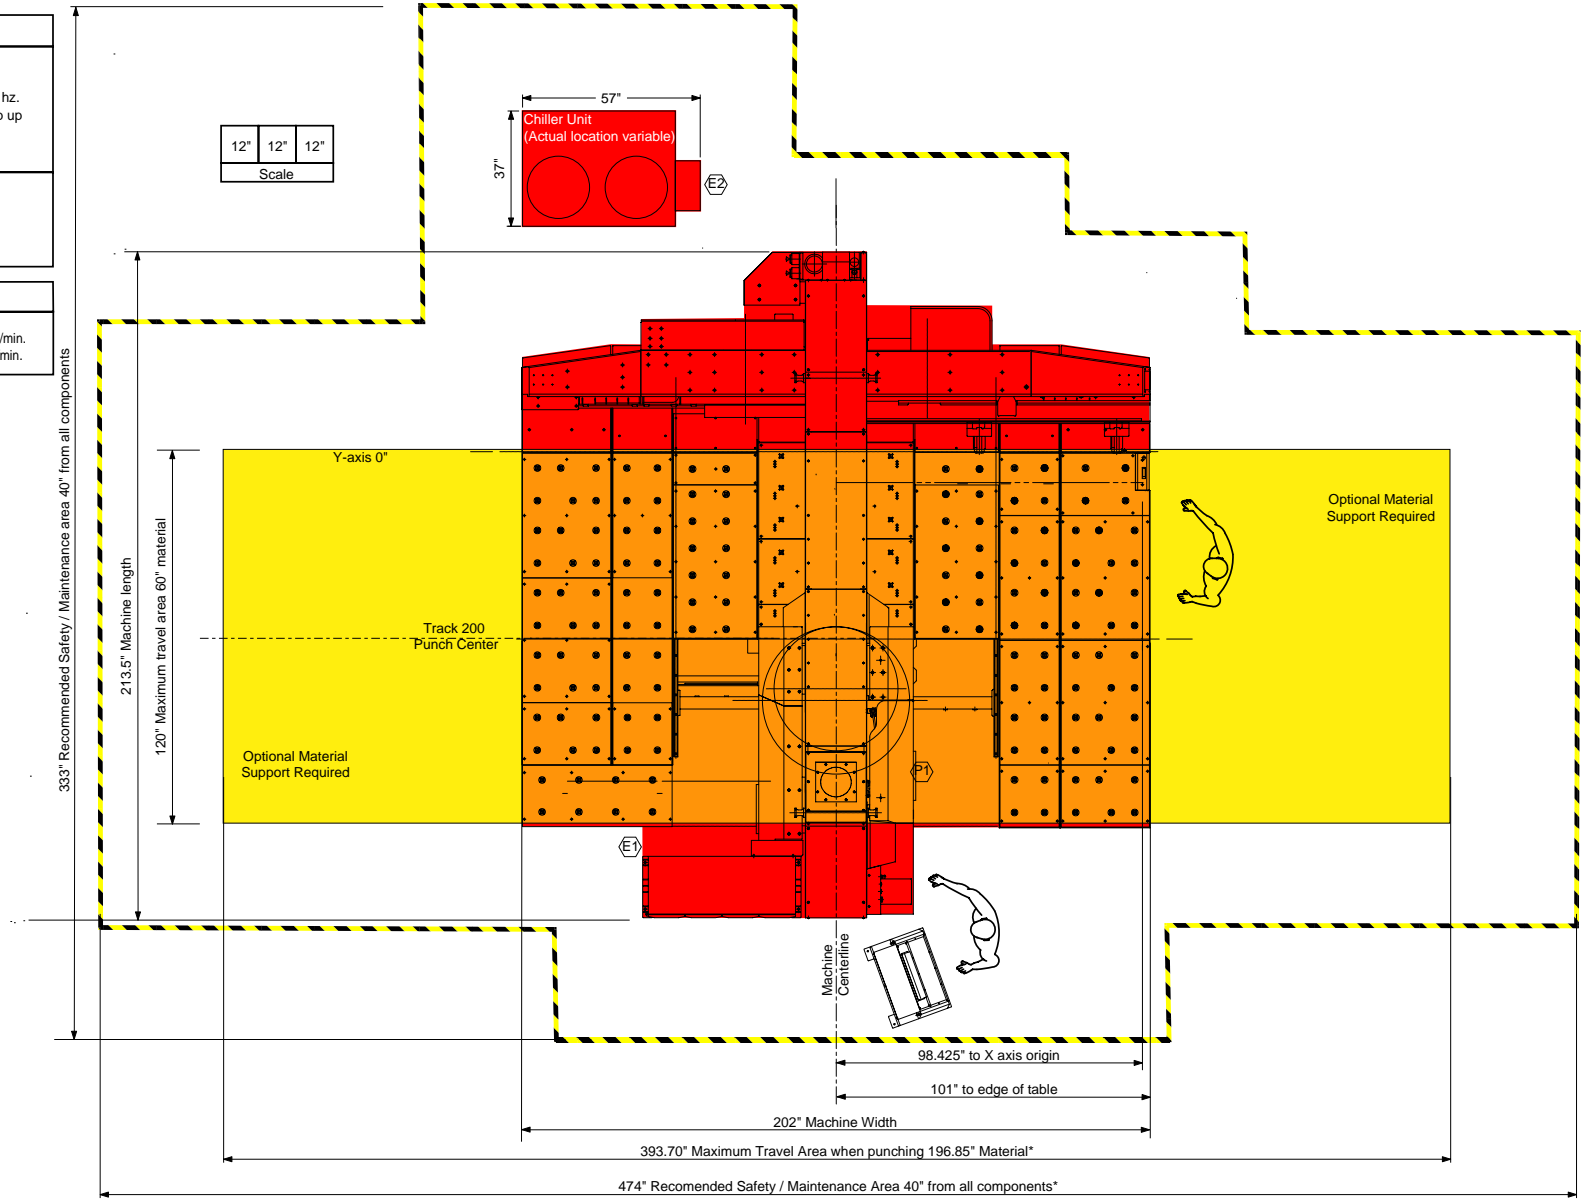 hz.
up
/min.
min.
12" 12" 12"
Scale
57"
37"
Chiller Unit
(Actual location variable)
E2
Y-axis 0"
Optional Material
Support Required
333" Recommended Safety / Maintenance area 40" from all components
213.5" Machine length
120" Maximum travel area 60" material
Track 200
Punch Center
Optional Material
Support Required
P1
E1
Machine
Centerline
98.425" to X axis origin
101" to edge of table
202" Machine Width
393.70" Maximum Travel Area when punching 196.85" Material*
474" Recomended Safety / Maintenance Area 40" from all components*